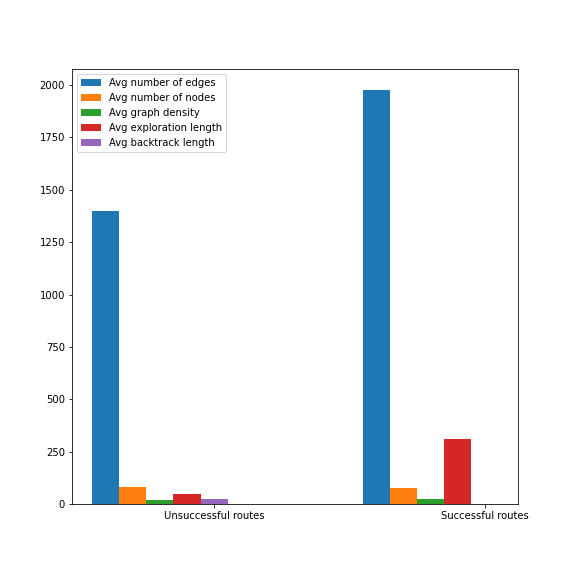 2000
1750
1500
1250
1000
750
500
250
0
Avg number of edges
Avg number of nodes
Avg graph density
Avg exploration length
Avg backtrack length
Unsuccessful routes
Successful routes